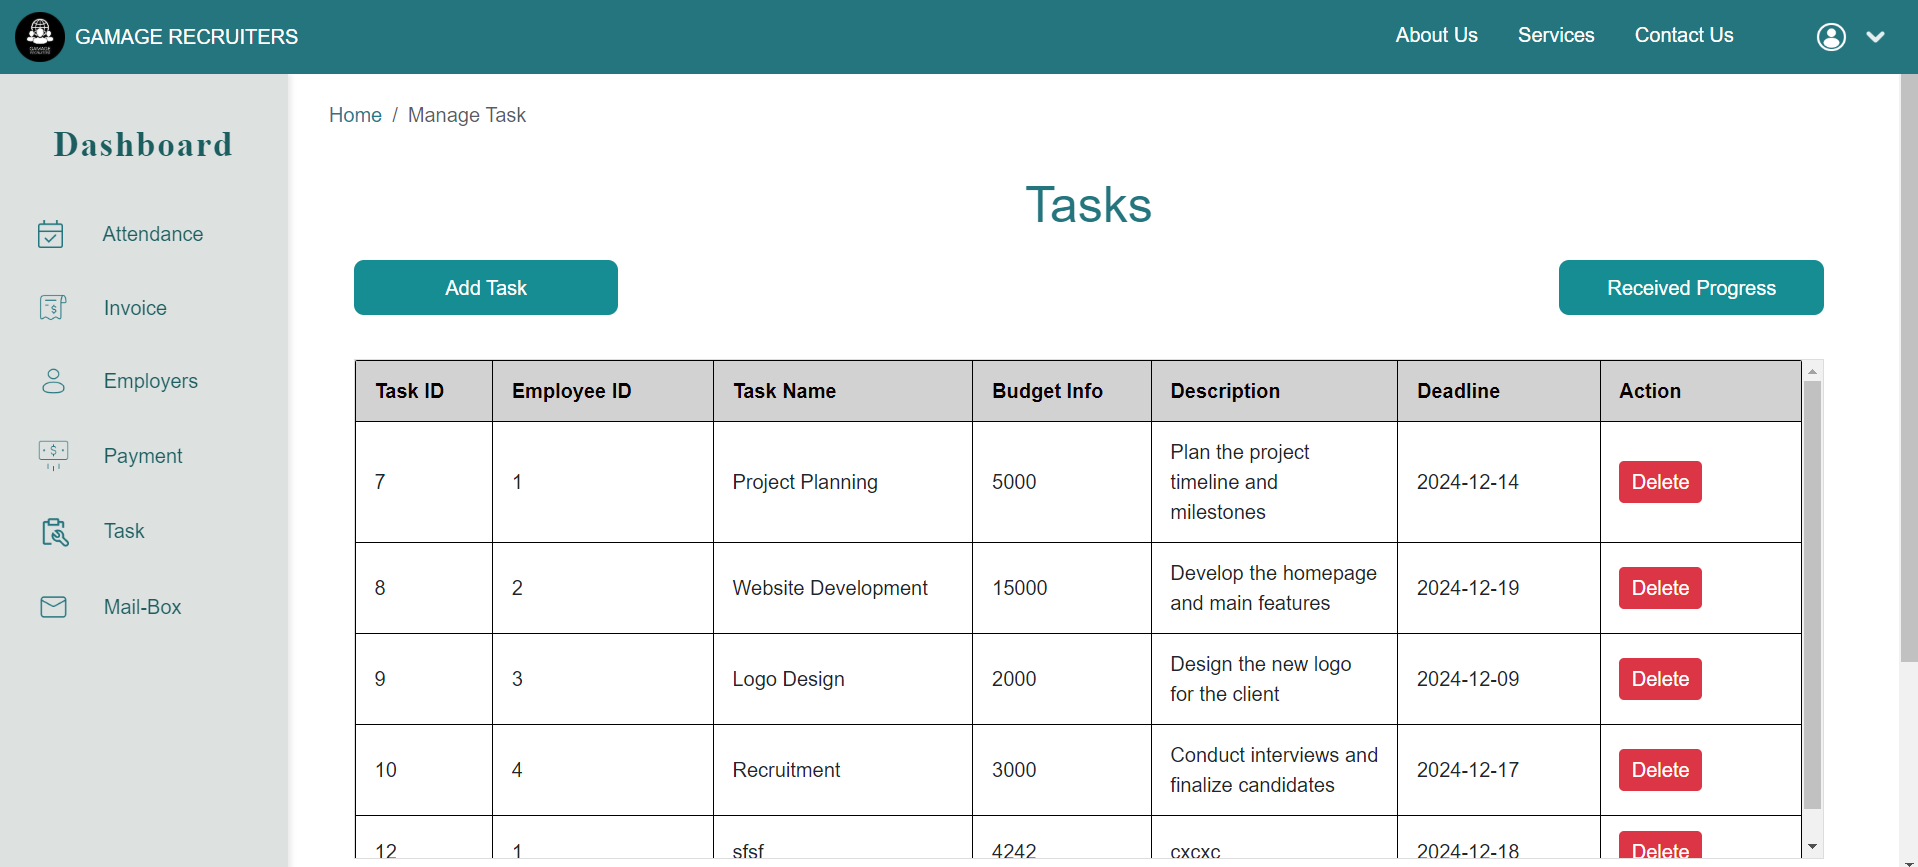 GAMAGE RECRUITERS
About Us
Services
Contact Us
Dashboard
Attendance
Invoice
Employers
Payment
Task
Mail-Box
Home / Manage Task
Tasks
Add Task
Received Progress
Task ID Employee ID Task Name Budget Info Description Deadline Action
7 1 Project Planning 5000 Plan the project
timeline and
milestones 2024-12-14 Delete
8 2 Website Development 15000 Develop the homepage
and main features 2024-12-19 Delete
9 3 Logo Design 2000 Design the new logo
for the client 2024-12-09 Delete
10 4 Recruitment 3000 Conduct interviews and
finalize candidates 2024-12-17 Delete
12 1 sfsf 4242 cxcxc 2024-12-18 Delete